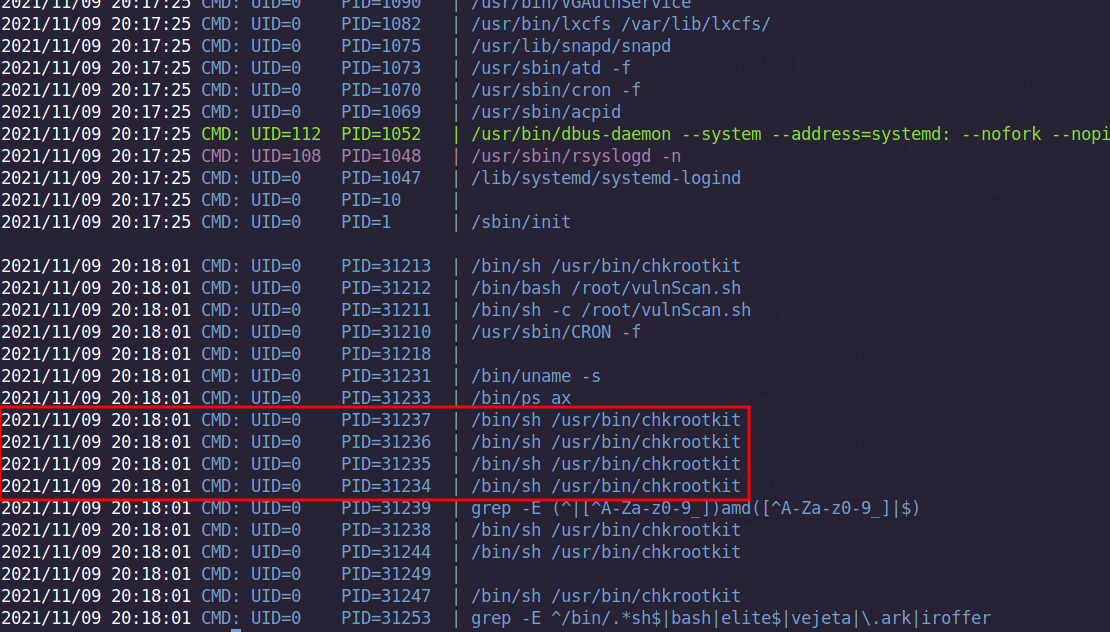 2021/11/09 20:17:25 CMD: UID=0    PID=1090   | /usr/bin/VGAuthService
2021/11/09 20:17:25 CMD: UID=0    PID=1082   | /usr/bin/lxcfs /var/lib/lxcfs/
2021/11/09 20:17:25 CMD: UID=0    PID=1075   | /usr/lib/snapd/snapd
2021/11/09 20:17:25 CMD: UID=0    PID=1073   | /usr/sbin/atd -f
2021/11/09 20:17:25 CMD: UID=0    PID=1070   | /usr/sbin/cron -f
2021/11/09 20:17:25 CMD: UID=0    PID=1069   | /usr/sbin/acpid
2021/11/09 20:17:25 CMD: UID=112  PID=1052   | /usr/bin/dbus-daemon --system --address=systemd: --nofork --nopi
2021/11/09 20:17:25 CMD: UID=108  PID=1048   | /usr/sbin/rsyslogd -n
2021/11/09 20:17:25 CMD: UID=0    PID=1047   | /lib/systemd/systemd-logind
2021/11/09 20:17:25 CMD: UID=0    PID=10     |
2021/11/09 20:17:25 CMD: UID=0    PID=1      | /sbin/init
2021/11/09 20:18:01 CMD: UID=0    PID=31213  | /bin/sh /usr/bin/chkrootkit
2021/11/09 20:18:01 CMD: UID=0    PID=31212  | /bin/bash /root/vulnScan.sh
2021/11/09 20:18:01 CMD: UID=0    PID=31211  | /bin/sh -c /root/vulnScan.sh
2021/11/09 20:18:01 CMD: UID=0    PID=31210  | /usr/sbin/CRON -f
2021/11/09 20:18:01 CMD: UID=0    PID=31218  |
2021/11/09 20:18:01 CMD: UID=0    PID=31231  | /bin/uname -s
2021/11/09 20:18:01 CMD: UID=0    PID=31233  | /bin/ps ax
2021/11/09 20:18:01 CMD: UID=0    PID=31237  | /bin/sh /usr/bin/chkrootkit
2021/11/09 20:18:01 CMD: UID=0    PID=31236  | /bin/sh /usr/bin/chkrootkit
2021/11/09 20:18:01 CMD: UID=0    PID=31235  | /bin/sh /usr/bin/chkrootkit
2021/11/09 20:18:01 CMD: UID=0    PID=31234  | /bin/sh /usr/bin/chkrootkit
2021/11/09 20:18:01 CMD: UID=0    PID=31239  | grep -E (^|[^A-Za-z0-9_])amd([^A-Za-z0-9_]|$)
2021/11/09 20:18:01 CMD: UID=0    PID=31238  | /bin/sh /usr/bin/chkrootkit
2021/11/09 20:18:01 CMD: UID=0    PID=31244  | /bin/sh /usr/bin/chkrootkit
2021/11/09 20:18:01 CMD: UID=0    PID=31249  |
2021/11/09 20:18:01 CMD: UID=0    PID=31247  | /bin/sh /usr/bin/chkrootkit
2021/11/09 20:18:01 CMD: UID=0    PID=31253  | grep -E ^/bin/.*sh$|bash|elite$|vejeta|\.ark|iroffer